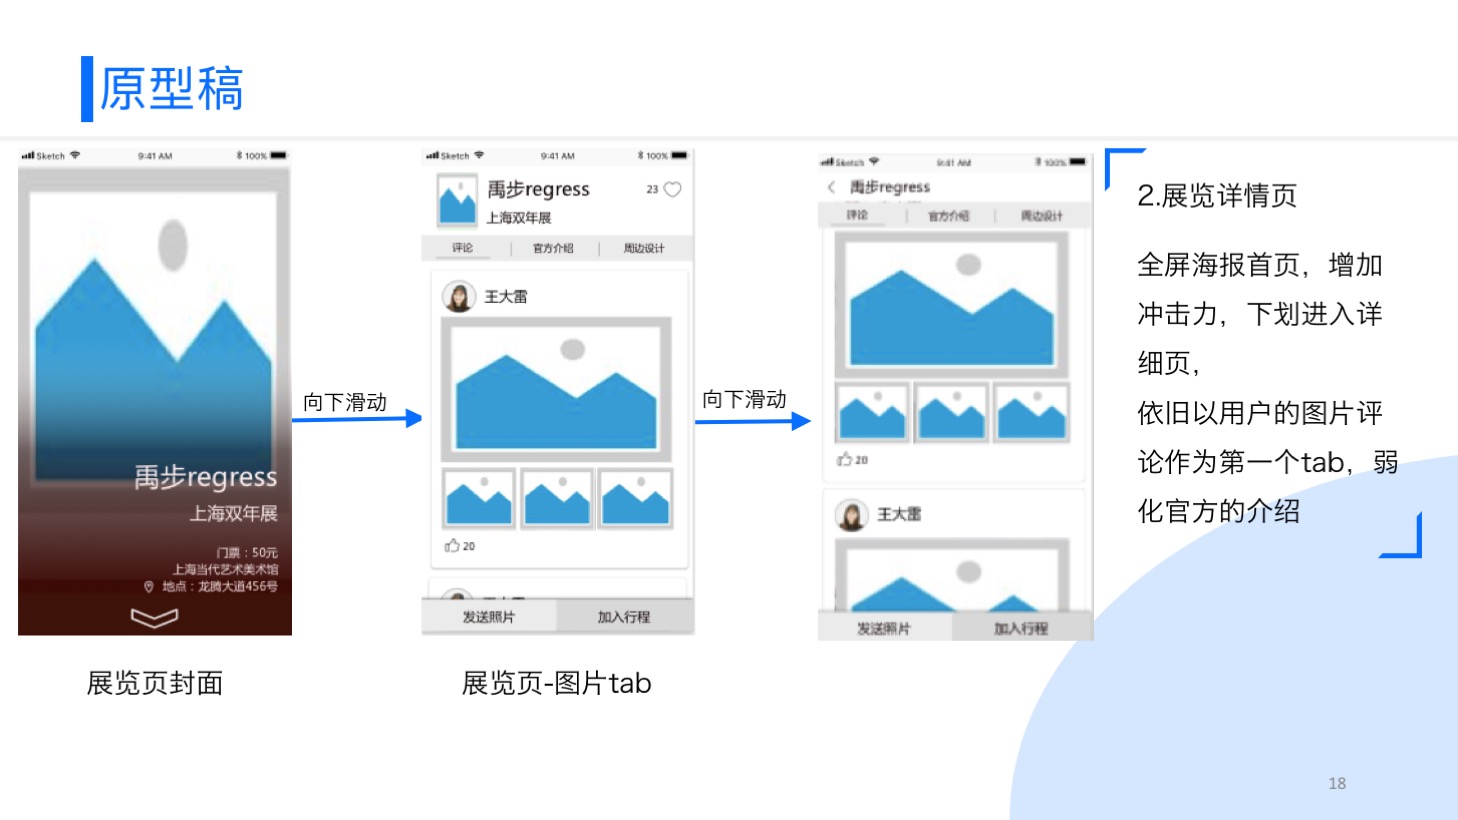 原型稿
Sketch 9:41 AM 100%
禹步regress
上海双年展
门票：50元
上海当代艺术美术馆
地点：龙腾大道456号
展览页封面
向下滑动
Sketch 9:41 AM 100%
禹步regress 23
上海双年展
评论 官方介绍 周边设计
王大雷
20
发送照片 加入行程
展览页-图片tab
向下滑动
Sketch 9:41 AM 100%
禹步regress
评论 官方介绍 周边设计
20
王大雷
发送照片 加入行程
2.展览详情页
全屏海报首页，增加
冲击力，下划进入详
细页，
依旧以用户的图片评
论作为第一个tab，弱
化官方的介绍
18